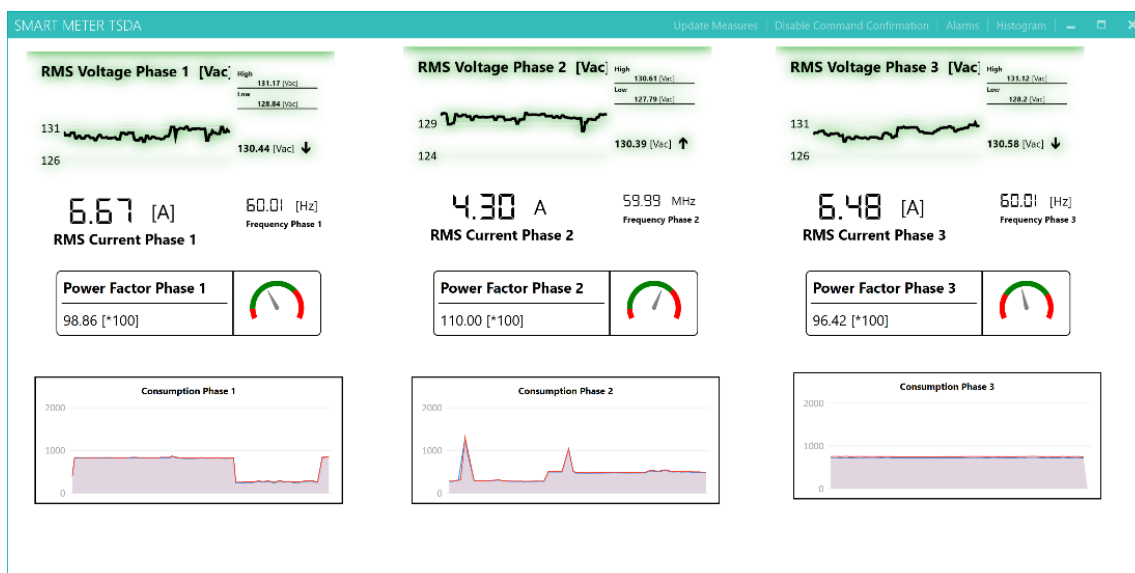 SMART METER TSDA
Update Measures | Disable Command Confirmation | Alarms | Histogram
RMS Voltage Phase 1 [Vac]
High
131.17 [Vac]
Low
128.84 [Vac]
131
126
130.44 [Vac]
6.67 [A]
RMS Current Phase 1
60.01 [Hz]
Frequency Phase 1
Power Factor Phase 1
98.86 [*100]
Consumption Phase 1
2000
1000
0
RMS Voltage Phase 2 [Vac]
High
130.61 [Vac]
Low
127.79 [Vac]
129
124
130.39 [Vac]
4.30 A
RMS Current Phase 2
59.99 MHz
Frequency Phase 2
Power Factor Phase 2
110.00 [*100]
Consumption Phase 2
2000
1000
0
RMS Voltage Phase 3 [Vac]
High
131.12 [Vac]
Low
128.2 [Vac]
131
126
130.58 [Vac]
6.48 [A]
RMS Current Phase 3
60.01 [Hz]
Frequency Phase 3
Power Factor Phase 3
96.42 [*100]
Consumption Phase 3
2000
1000
0